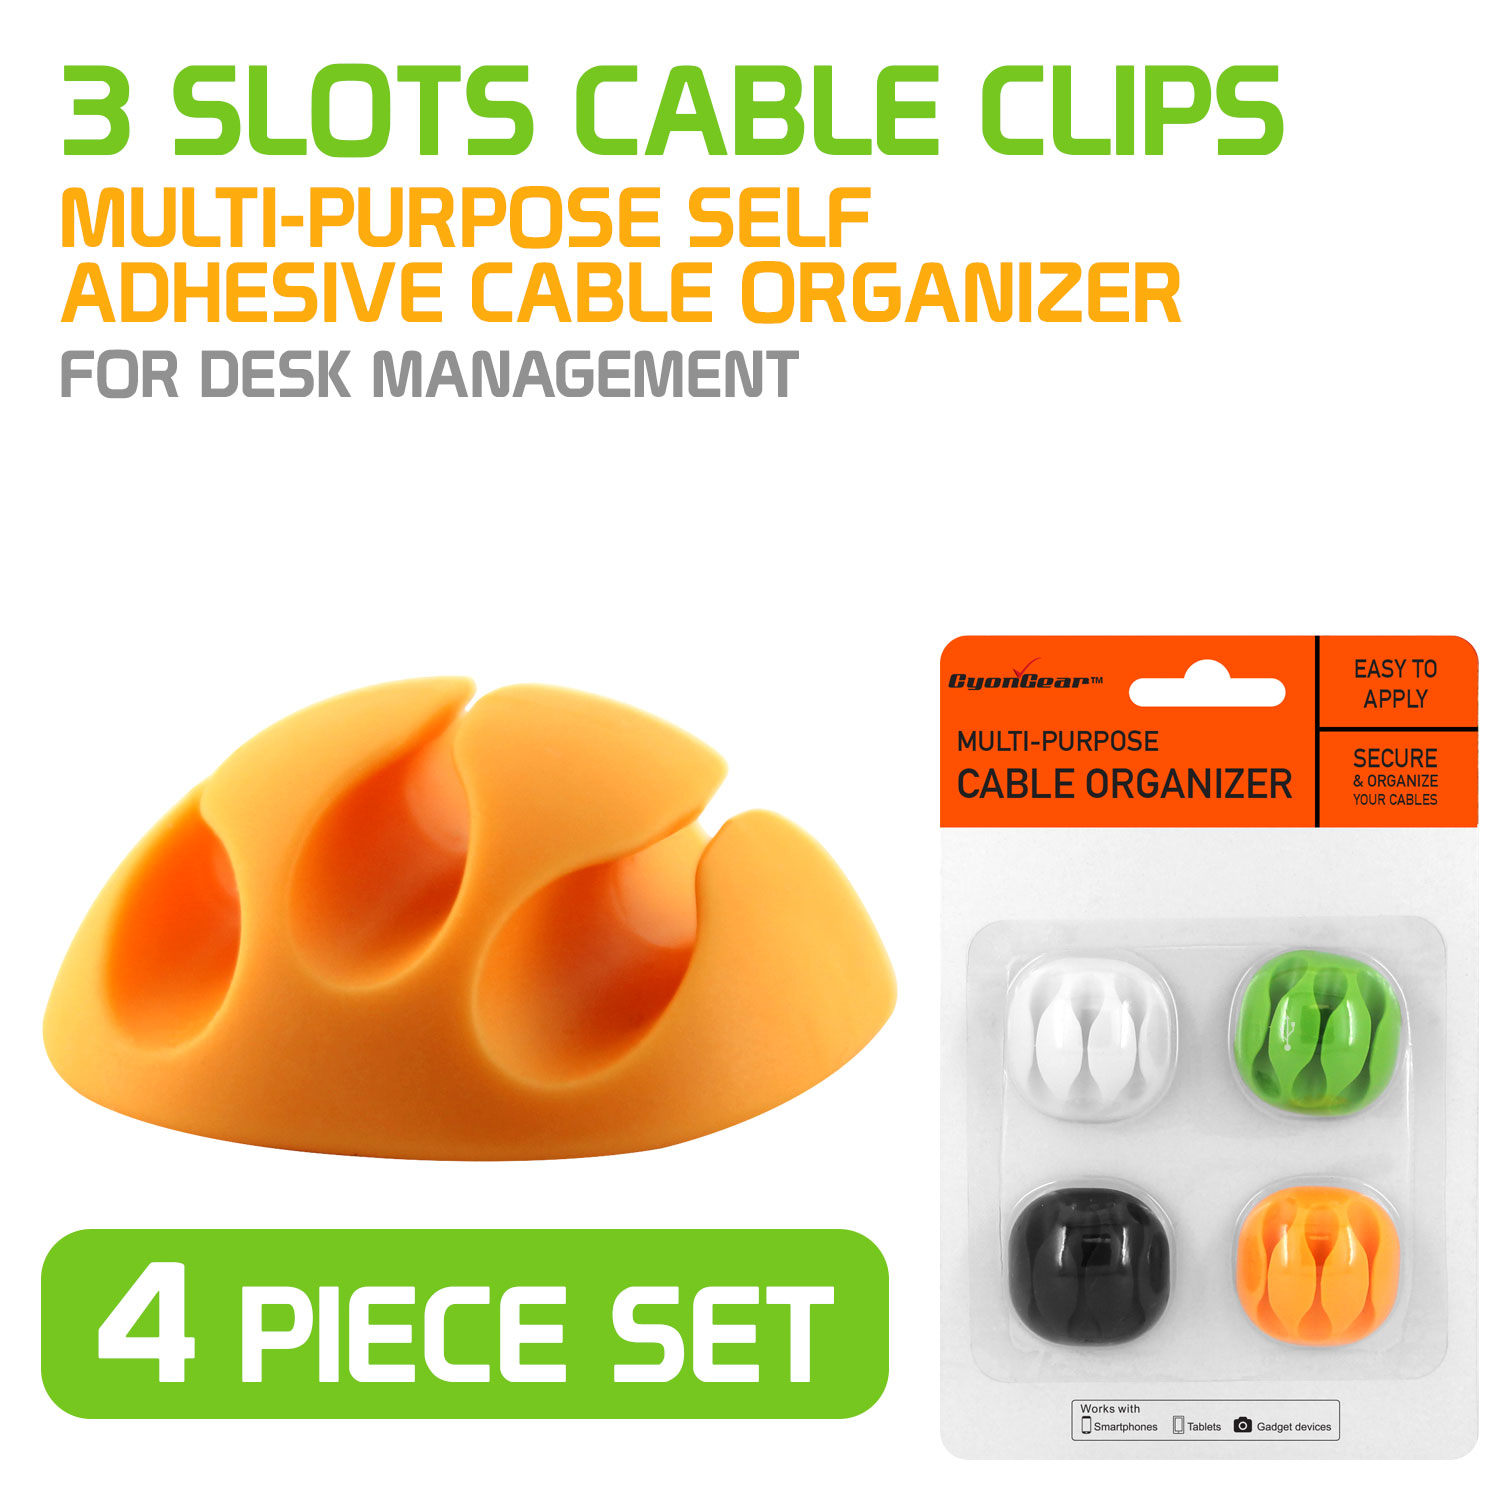 3 SLOTS CABLE CLIPS
MULTI-PURPOSE SELF
ADHESIVE CABLE ORGANIZER
FOR DESK MANAGEMENT
4 PIECE SET
CyonGear™
MULTI-PURPOSE
CABLE ORGANIZER
EASY TO
APPLY
SECURE
& ORGANIZE
YOUR CABLES
Works with
Smartphones Tablets Gadget devices